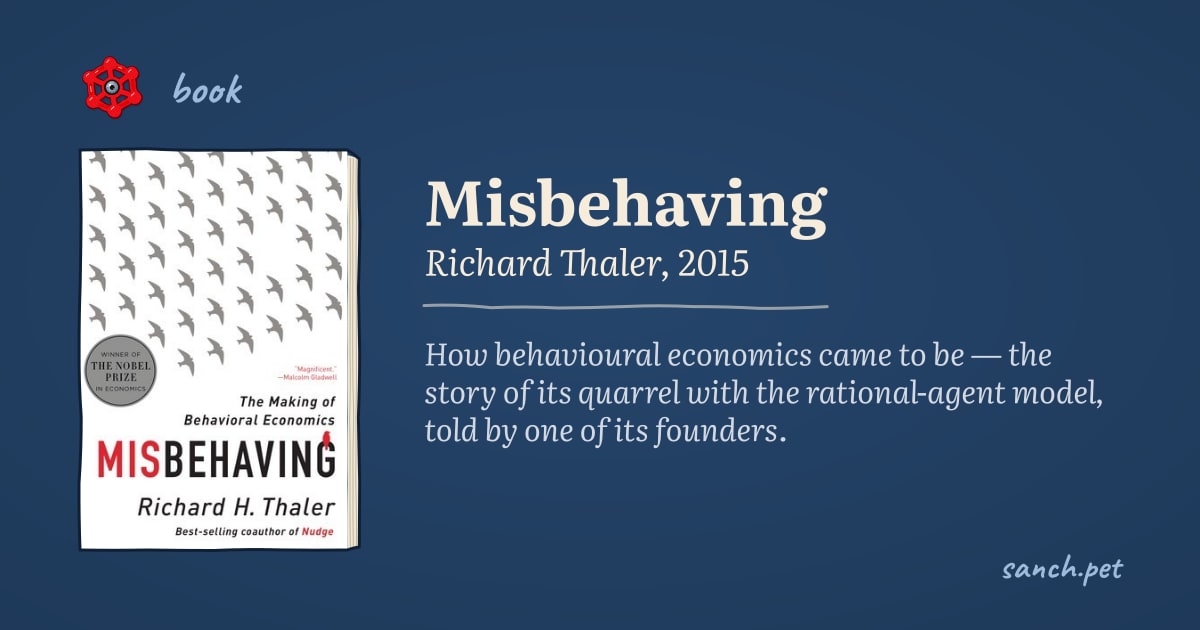 book
WINNER OF
THE NOBEL
PRIZE
IN ECONOMICS
"Magnificent."
—Malcolm Gladwell
The Making of
Behavioral Economics
MISBEHAVING
Richard H. Thaler
Best-selling coauthor of Nudge
Misbehaving
Richard Thaler, 2015
How behavioural economics came to be — the
story of its quarrel with the rational-agent model,
told by one of its founders.
sanch.pet